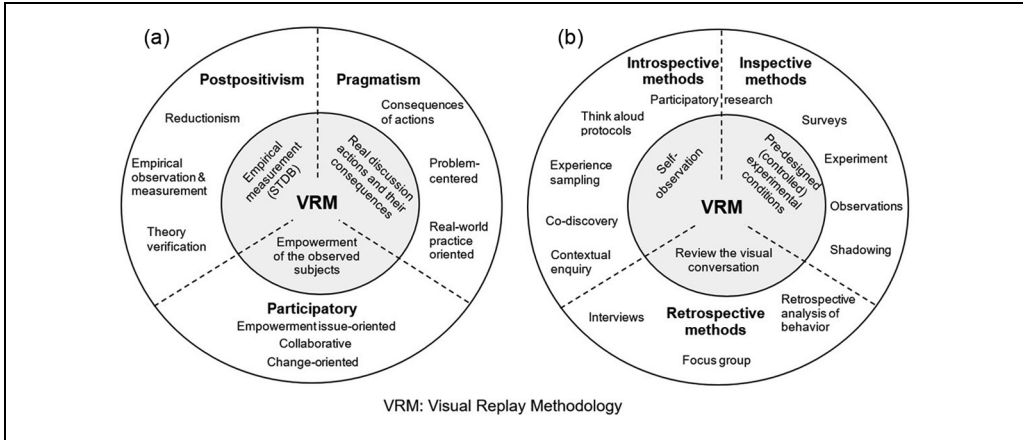 (a)
Postpositivism
Pragmatism
Reductionism
Consequences
of actions
Empirical
observation &
measurement
Problem-
centered
Theory
verification
Real-world
practice
oriented
Empirical
measurement
(STDB)
Real discussion
actions and their
consequences
VRM
Empowerment
of the observed
subjects
Participatory
Empowerment issue-oriented
Collaborative
Change-oriented
(b)
Introspective
methods
Inspective
methods
Participatory research
Think aloud
protocols
Surveys
Experience
sampling
Experiment
Co-discovery
Observations
Contextual
enquiry
Shadowing
Self-
observation
Pre-designed
(controlled)
experimental
conditions
VRM
Review the visual
conversation
Interviews
Retrospective
methods
Retrospective
analysis of
behavior
Focus group
VRM: Visual Replay Methodology